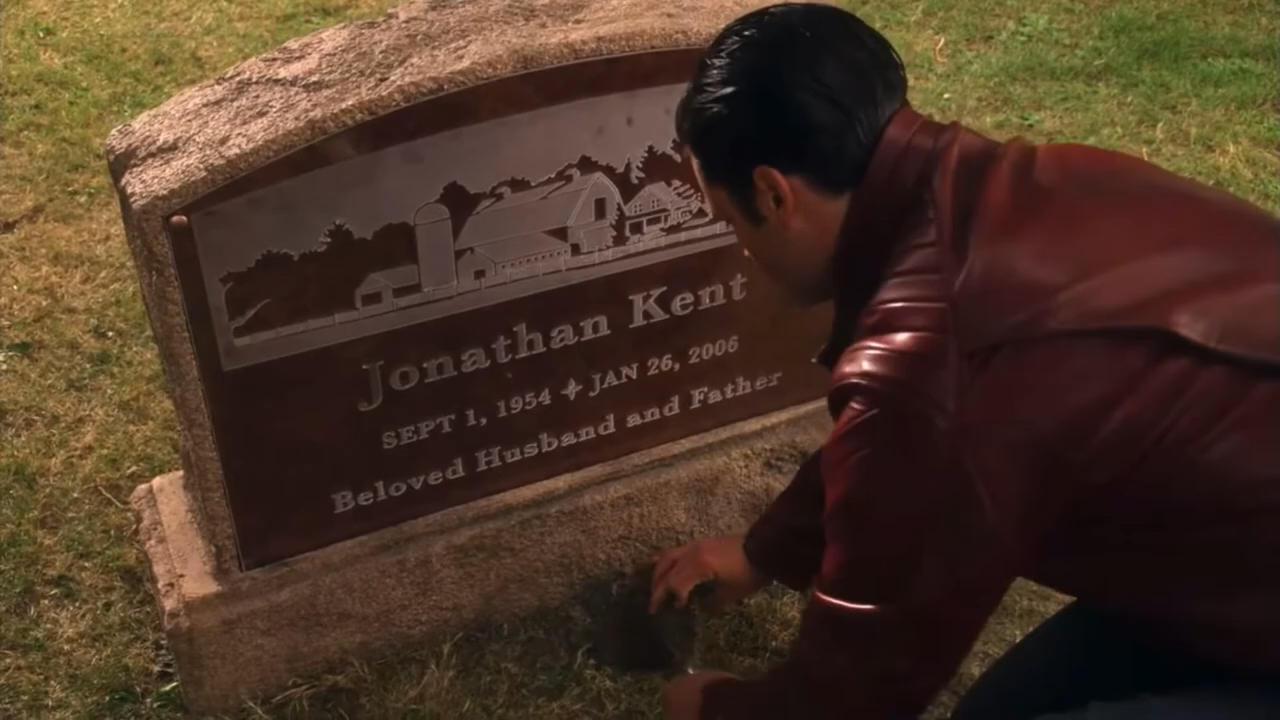 Jonathan Kent
SEPT 1, 1954 JAN 26, 2006
Beloved Husband and Father